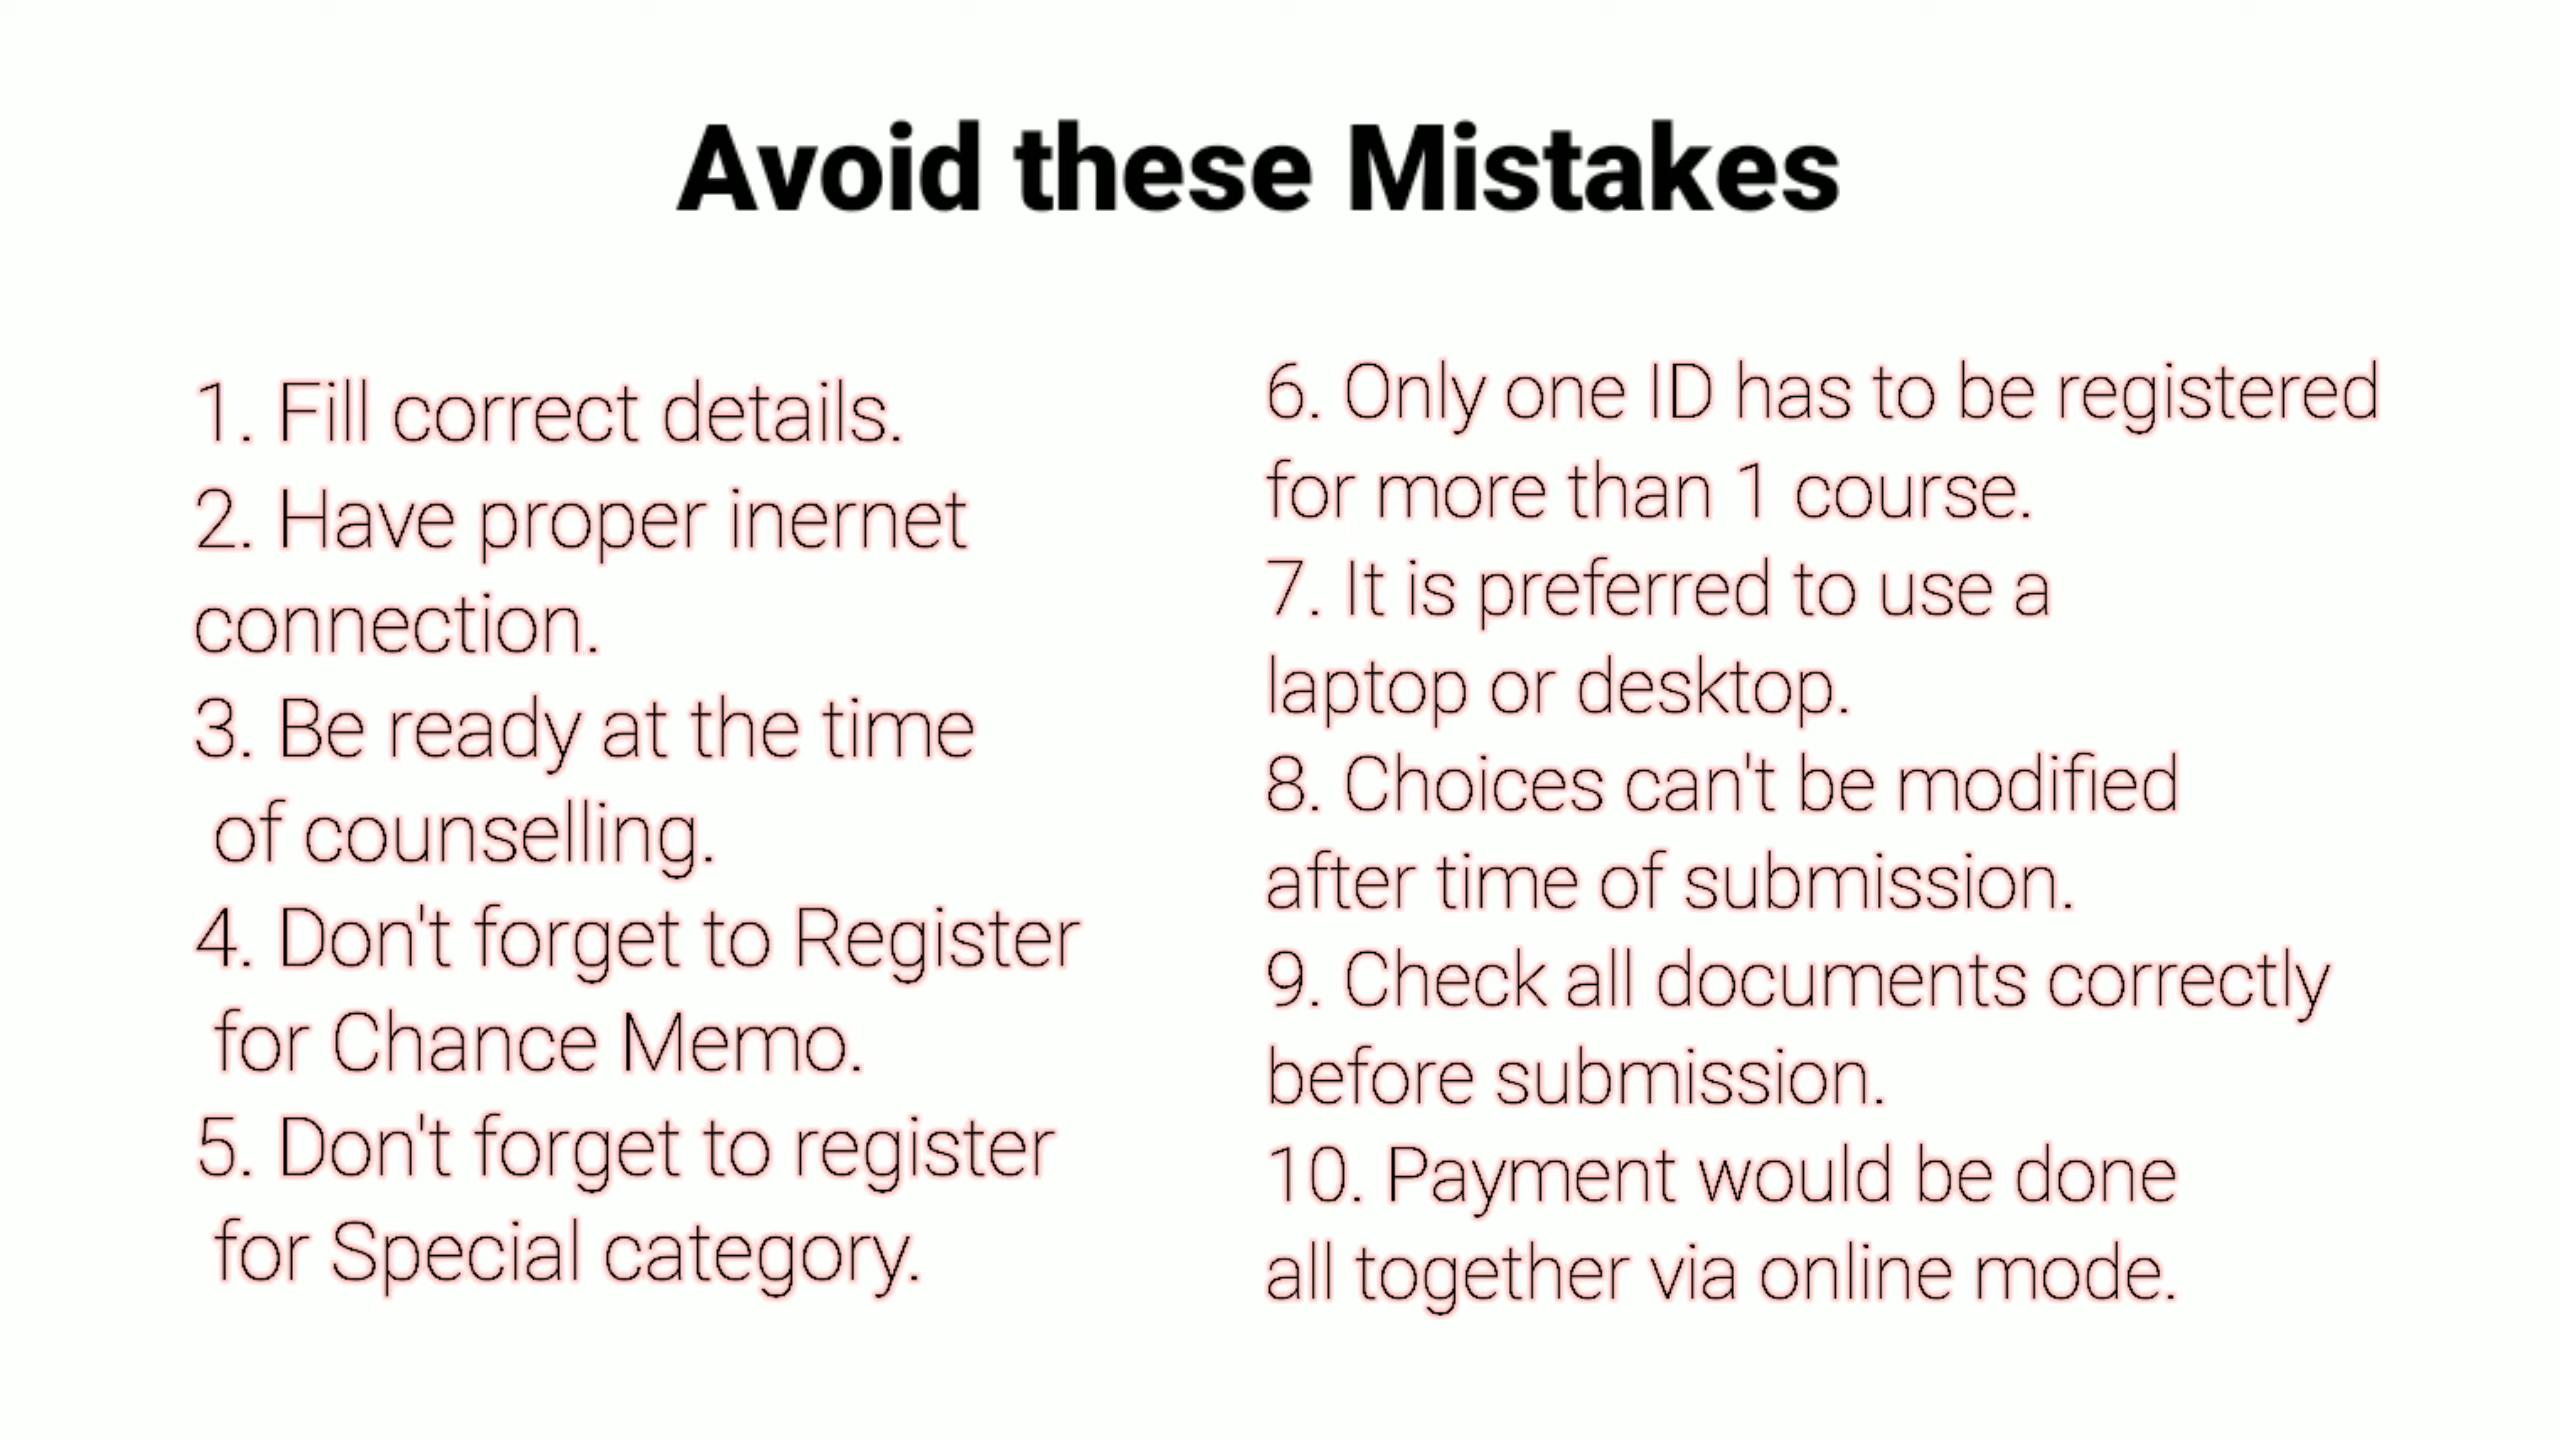 Avoid these Mistakes
1. Fill correct details.
2. Have proper inernet
connection.
3. Be ready at the time
of counselling.
4. Don't forget to Register
for Chance Memo.
5. Don't forget to register
for Special category.
6. Only one ID has to be registered
for more than 1 course.
7. It is preferred to use a
laptop or desktop.
8. Choices can't be modified
after time of submission.
9. Check all documents correctly
before submission.
10. Payment would be done
all together via online mode.